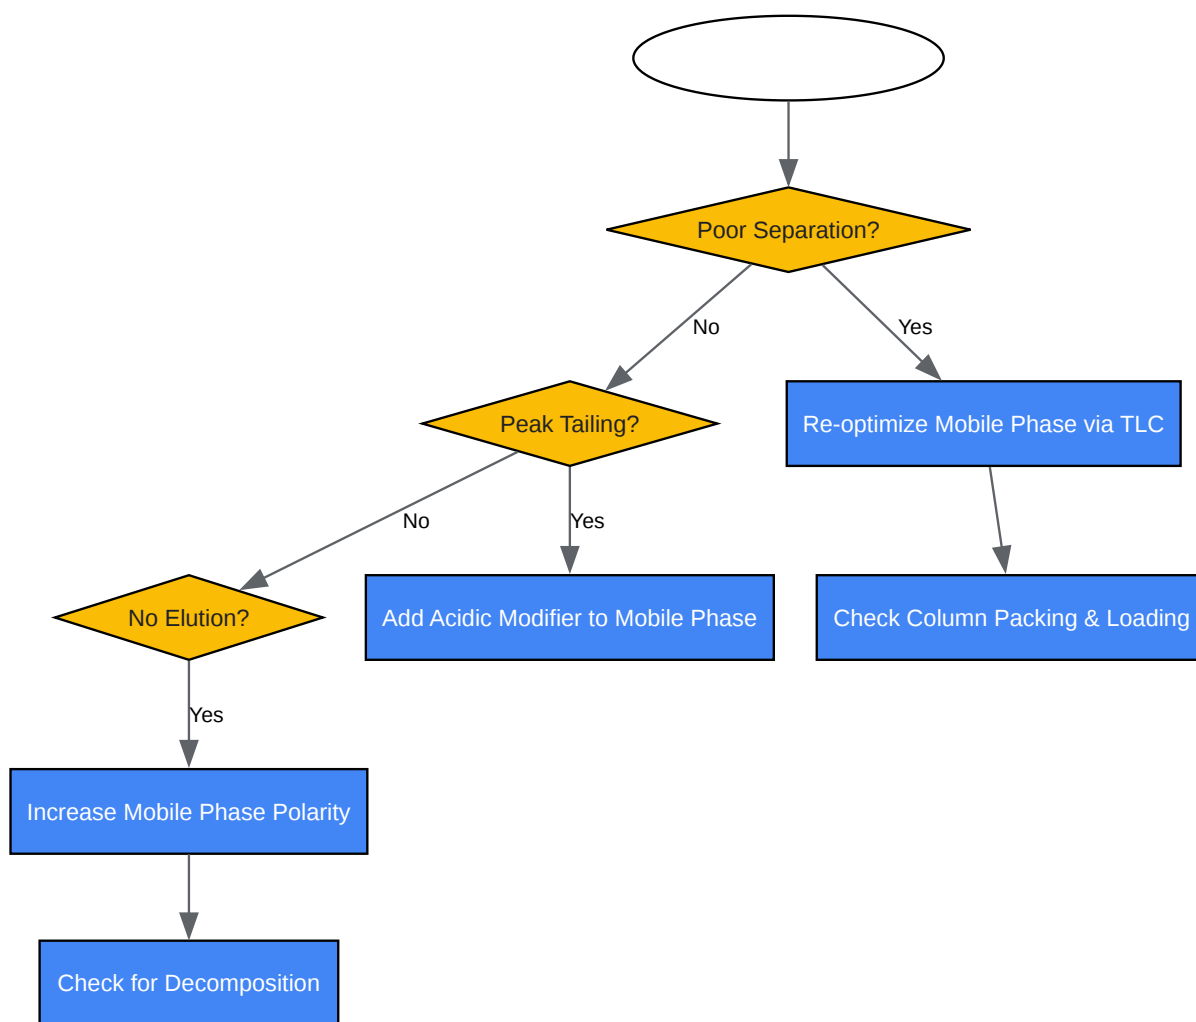 Poor Separation?
No
Yes
Peak Tailing?
Re-optimize Mobile Phase via TLC
No
Yes
No Elution?
Add Acidic Modifier to Mobile Phase
Check Column Packing & Loading
Yes
Increase Mobile Phase Polarity
Check for Decomposition